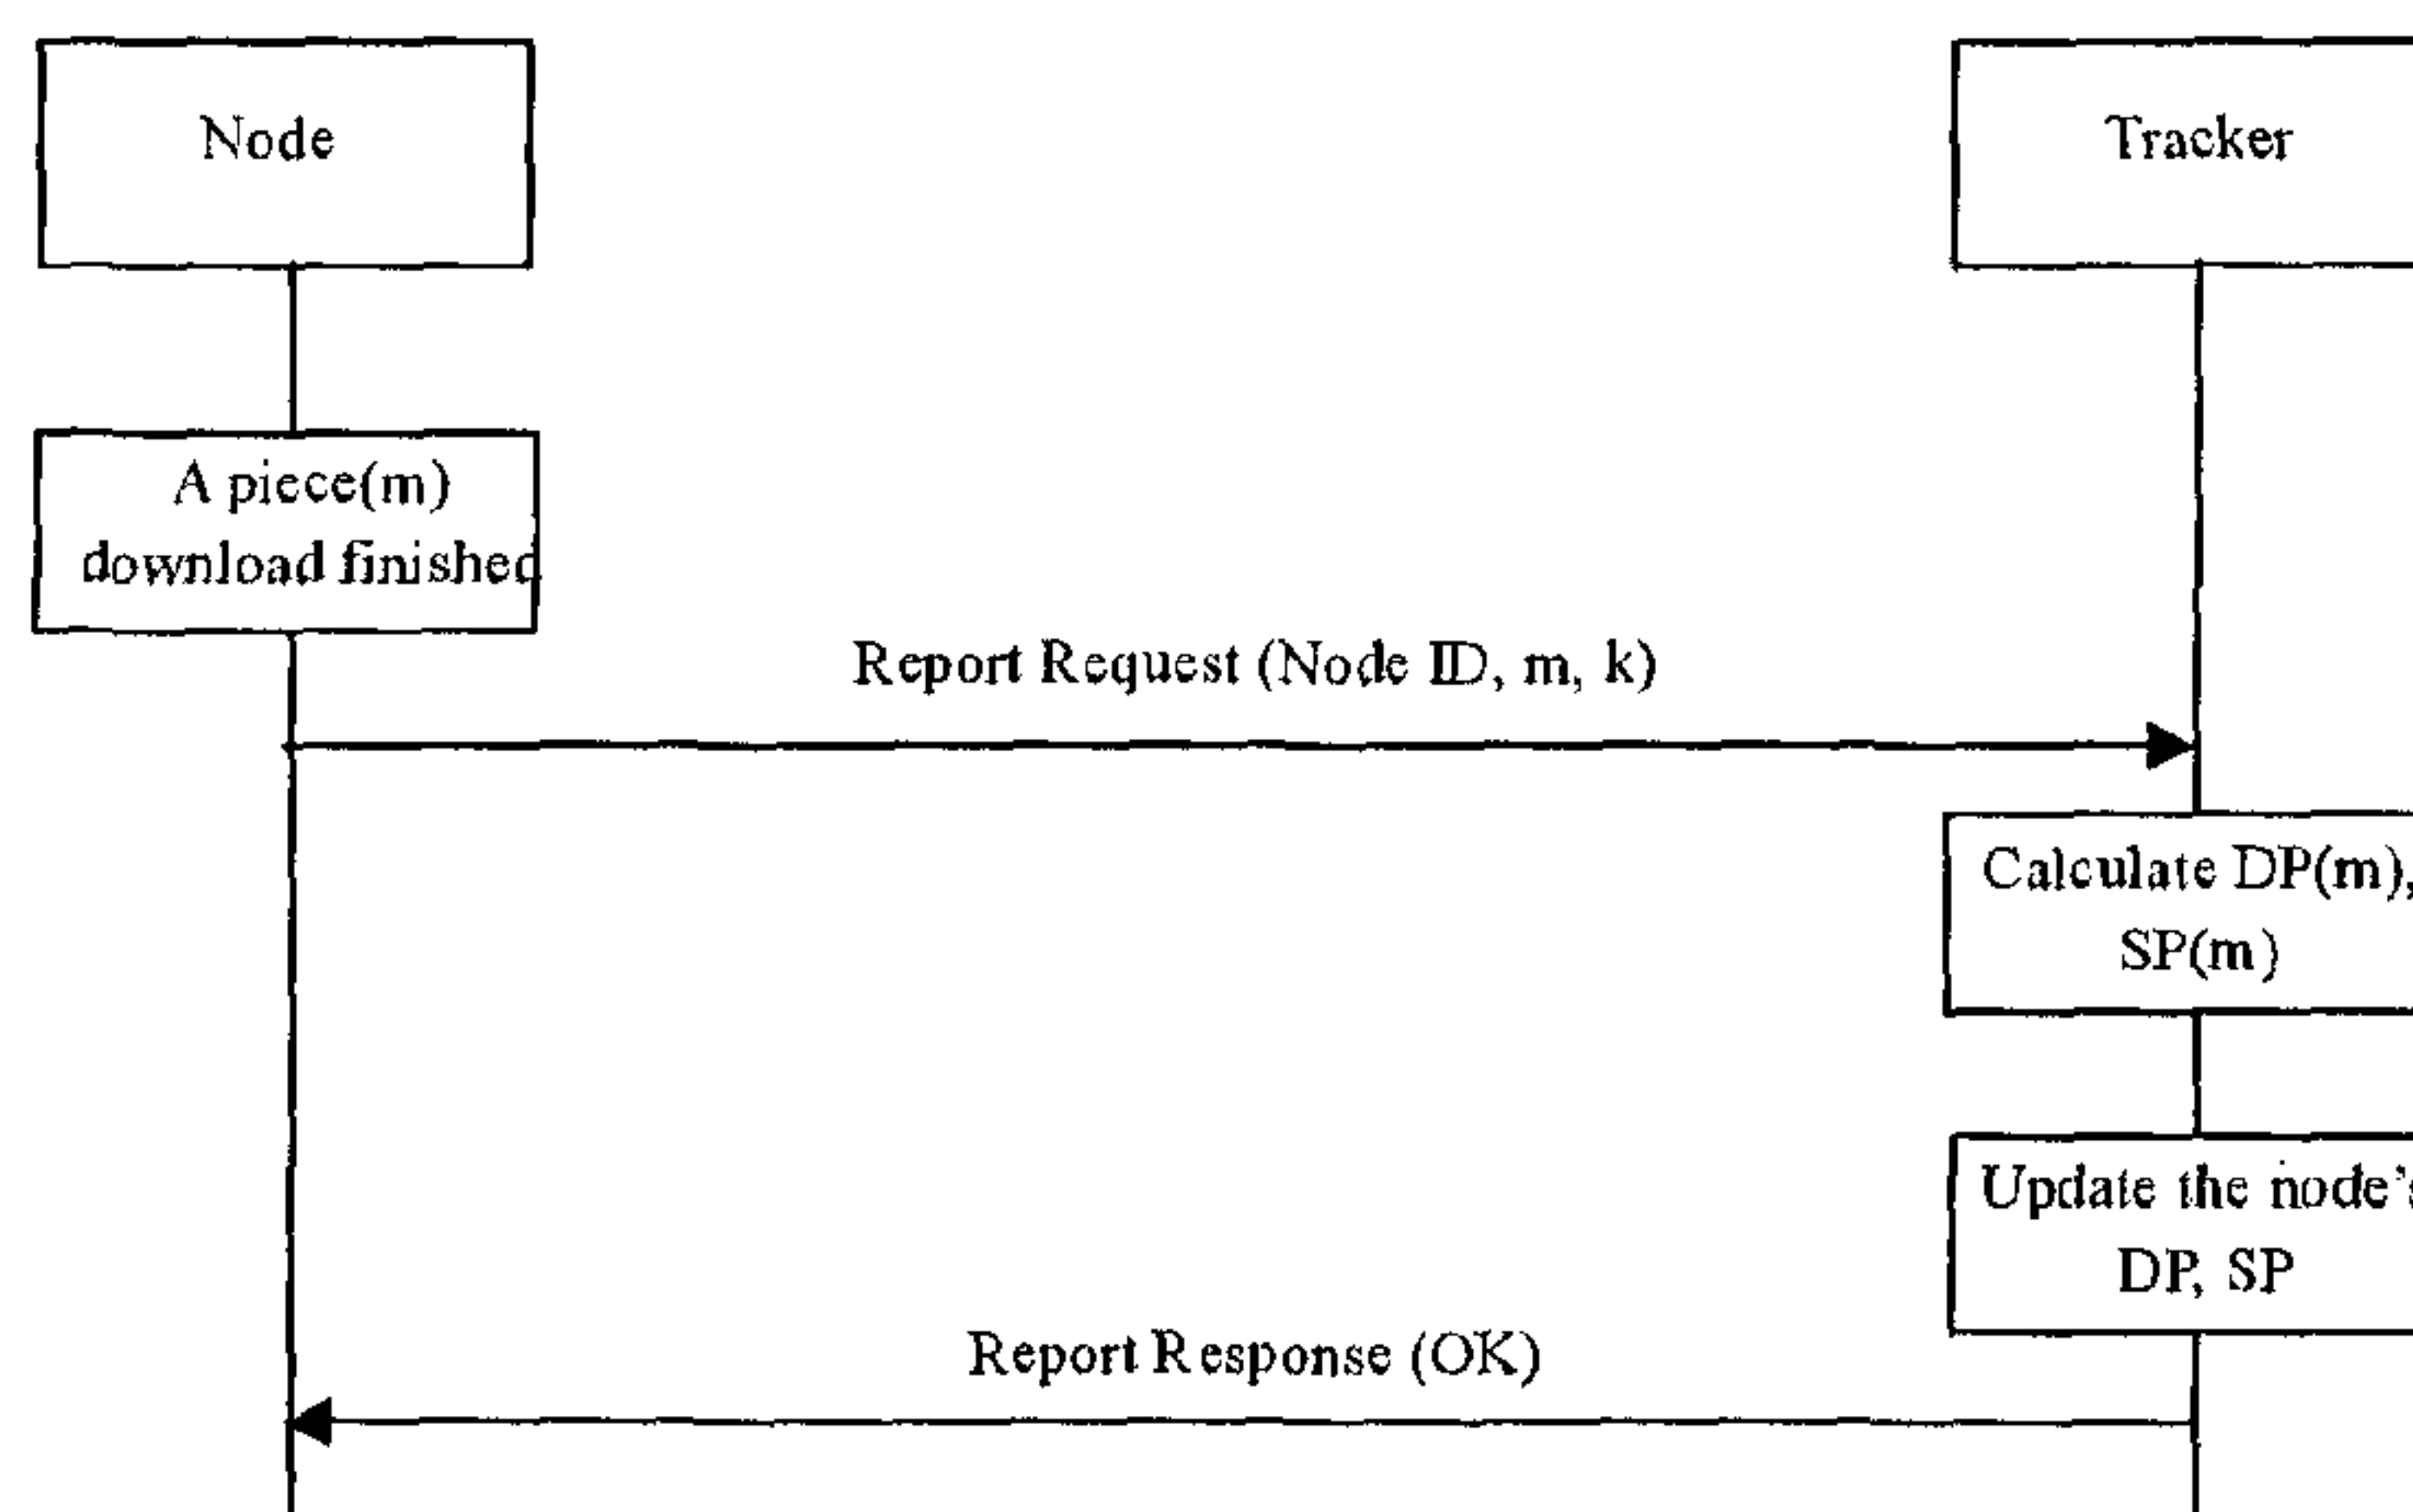 Node
Tracker
A piece(m)
download finished
Report Request (Node ID, m, k)
Calculate DP(m),
SP(m)
Update the node's
DP, SP
Report Response (OK)